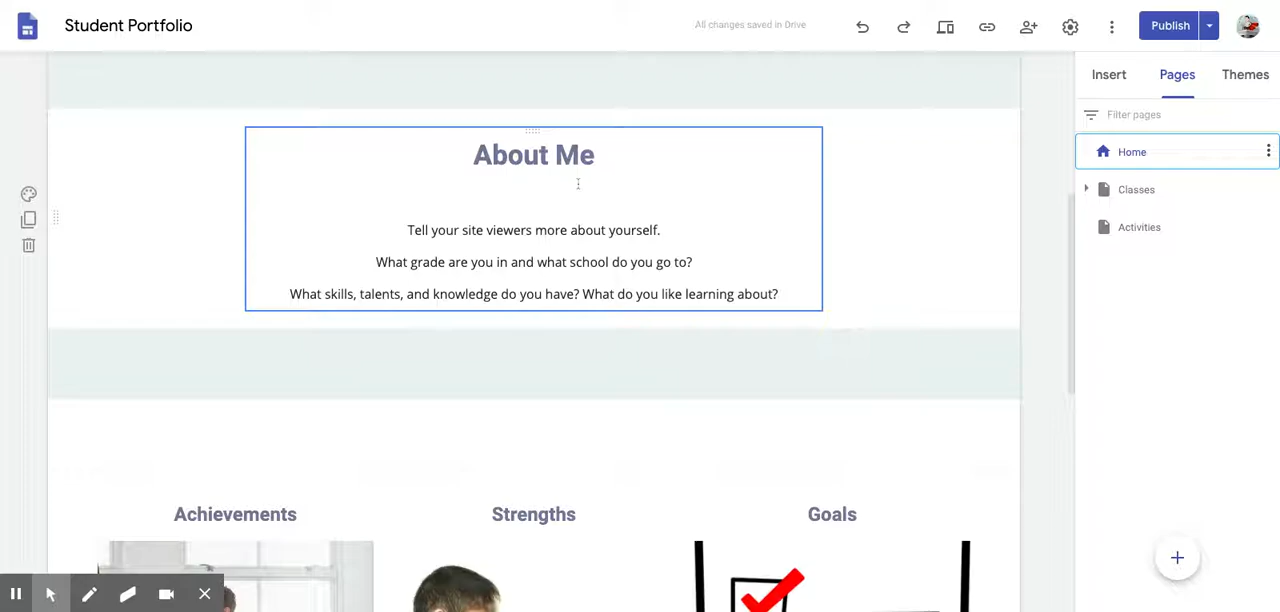 Student Portfolio
All changes saved in Drive
Publish
Insert
Pages
Themes
Filter pages
Home
Classes
Activities
About Me
Tell your site viewers more about yourself.
What grade are you in and what school do you go to?
What skills, talents, and knowledge do you have? What do you like learning about?
Achievements
Strengths
Goals